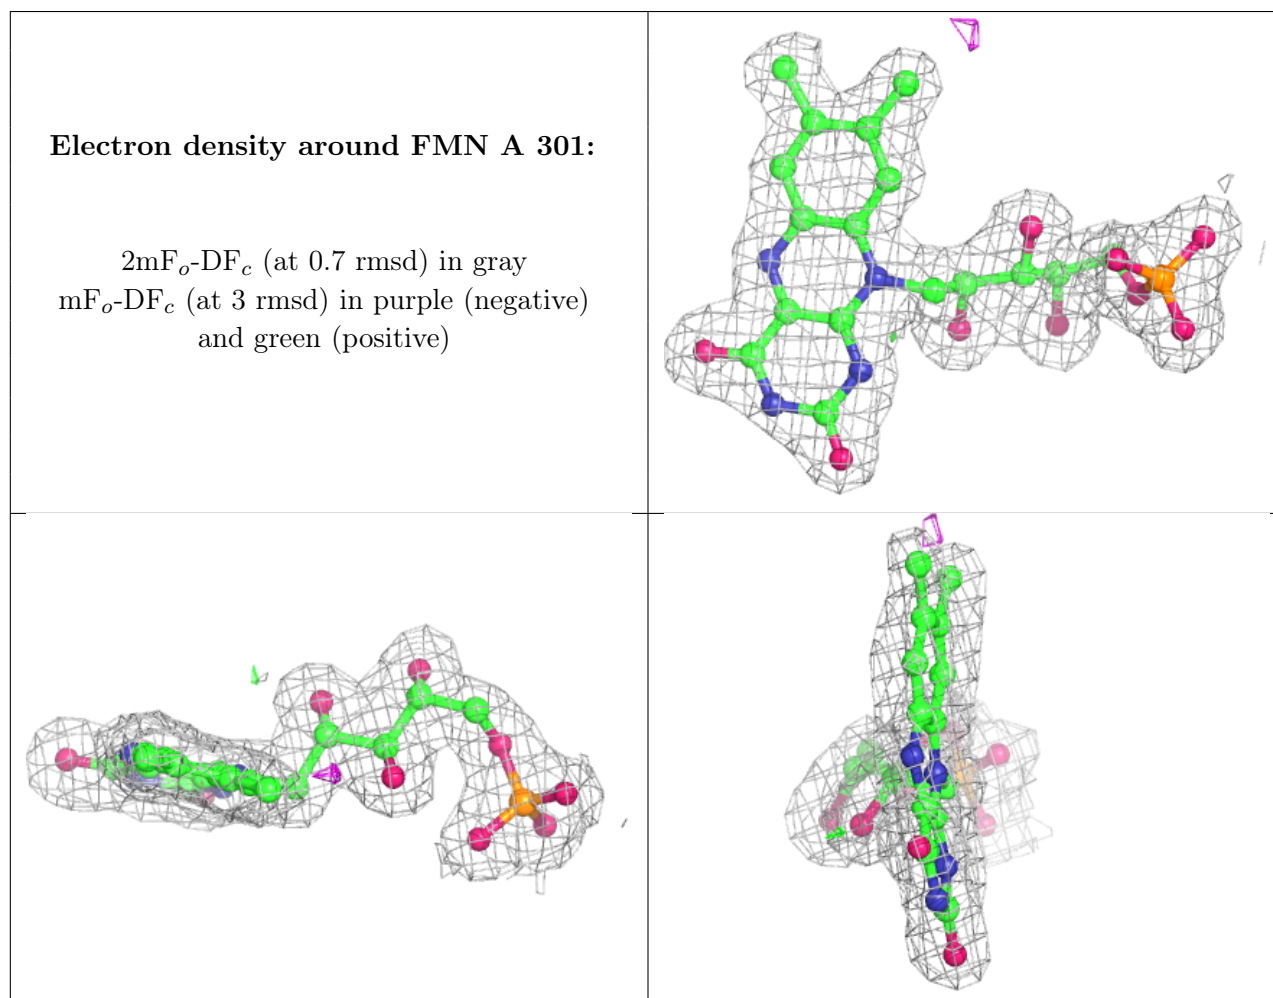 Electron density around FMN A 301:
2mFo-DFc (at 0.7 rmsd) in gray
mFo-DFc (at 3 rmsd) in purple (negative)
and green (positive)